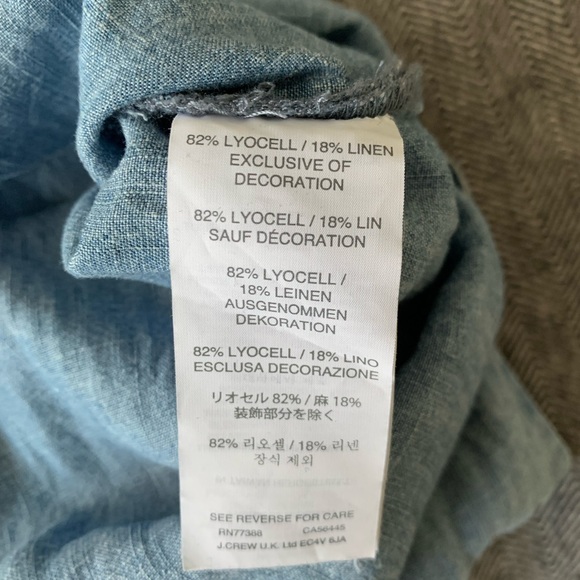 82% LYOCELL / 18% LINEN
EXCLUSIVE OF
DECORATION
82% LYOCELL / 18% LIN
SAUF DÉCORATION
82% LYOCELL /
18% LEINEN
AUSGENOMMEN
DEKORATION
82% LYOCELL / 18% LINO
ESCLUSA DECORAZIONE
リオセル 82% / 麻 18%
装飾部分を除く
82% 리오셀 / 18% 리넨
장식 제외
SEE REVERSE FOR CARE
RN77388 CA56445
J.CREW U.K. Ltd EC4V 6JA